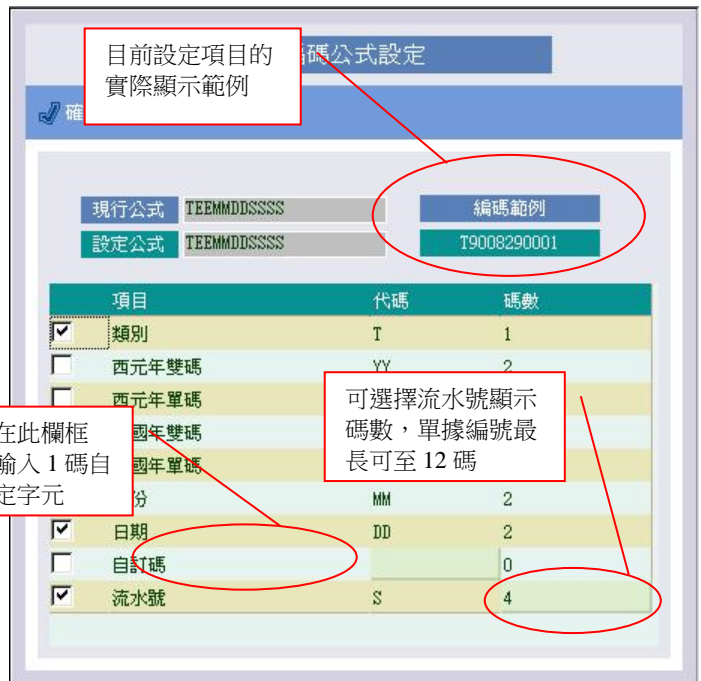 目前設定項目的
實際顯示範例
碼公式設定
確
現行公式 TEEMMDDSSSS 編碼範例
設定公式 TEEMMDDSSSS T9008290001
項目 代碼 碼數
類別 T 1
西元年雙碼 YY 2
西元年單碼
國年雙碼
國年單碼
份 MM 2
日期 DD 2
自訂碼 0
流水號 S 4
可選擇流水號顯示
碼數，單據編號最
長可至 12 碼
在此欄框
輸入 1 碼自
定字元